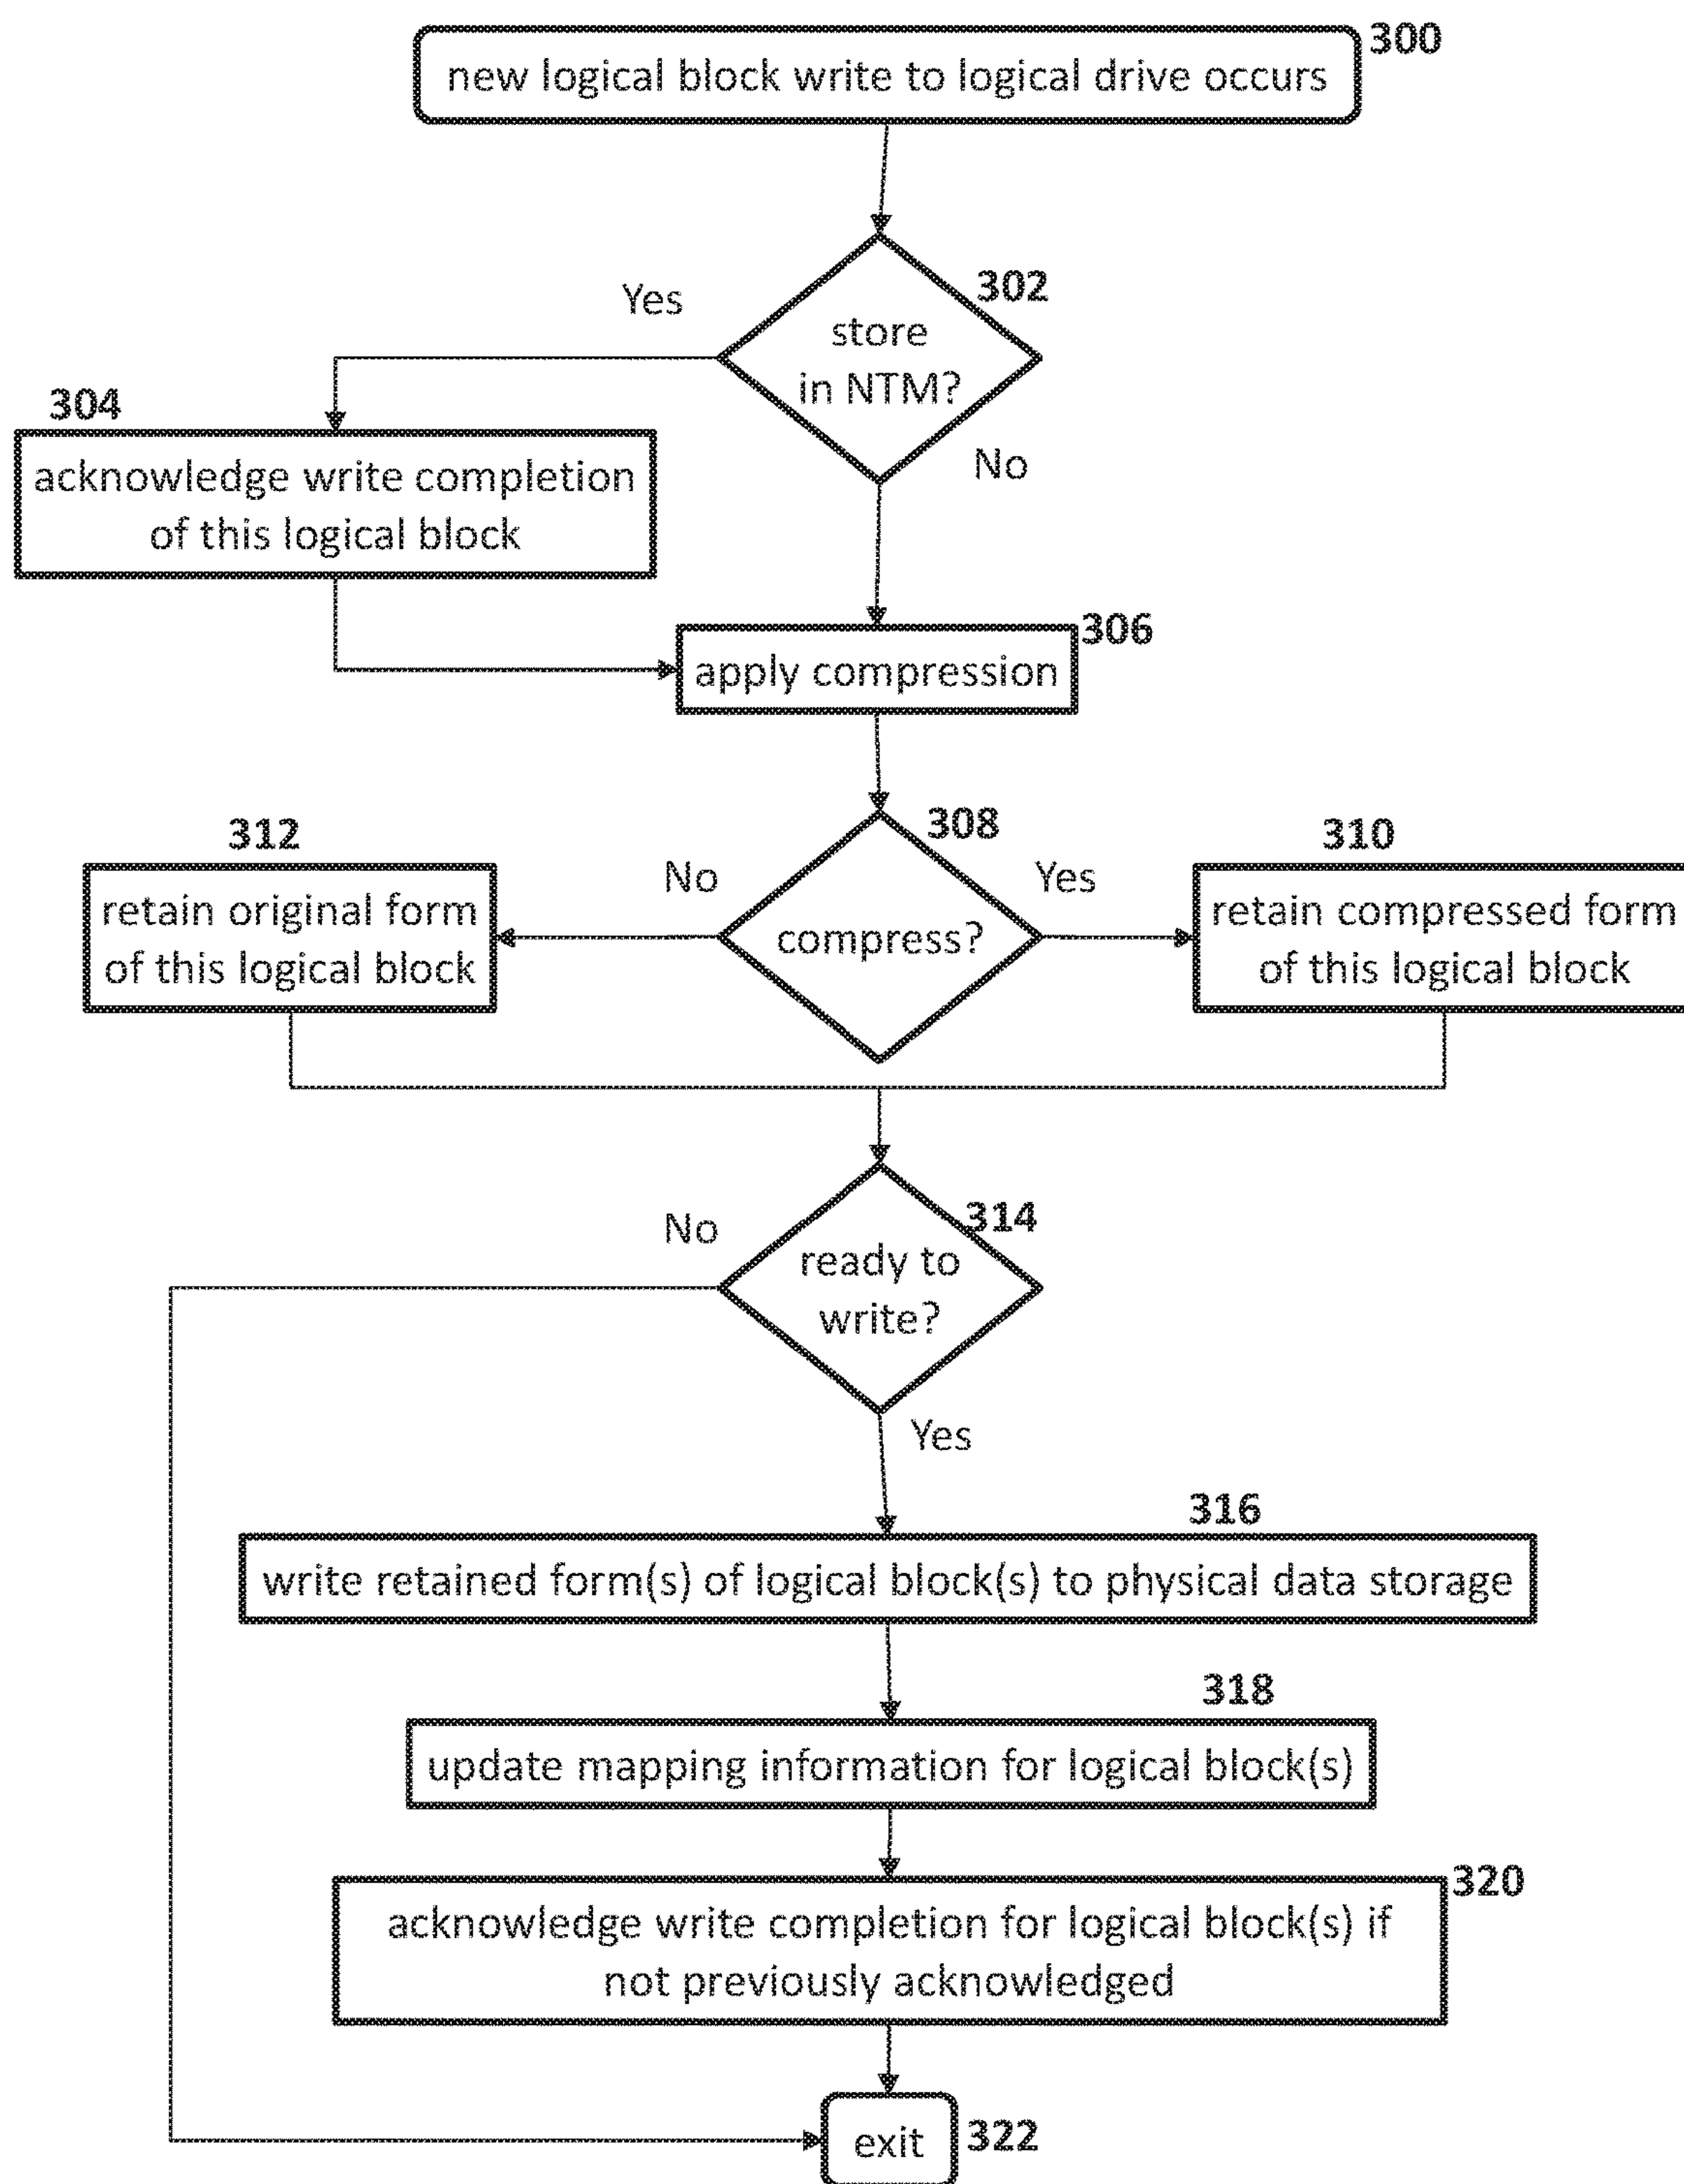 300
new logical block write to logical drive occurs
302
Yes
store
in NTM?
No
304
acknowledge write completion
of this logical block
306
apply compression
308
312
310
No
Yes
retain original form
of this logical block
compress?
retain compressed form
of this logical block
314
No
ready to
write?
Yes
316
write retained form(s) of logical block(s) to physical data storage
318
update mapping information for logical block(s)
320
acknowledge write completion for logical block(s) if
not previously acknowledged
exit
322